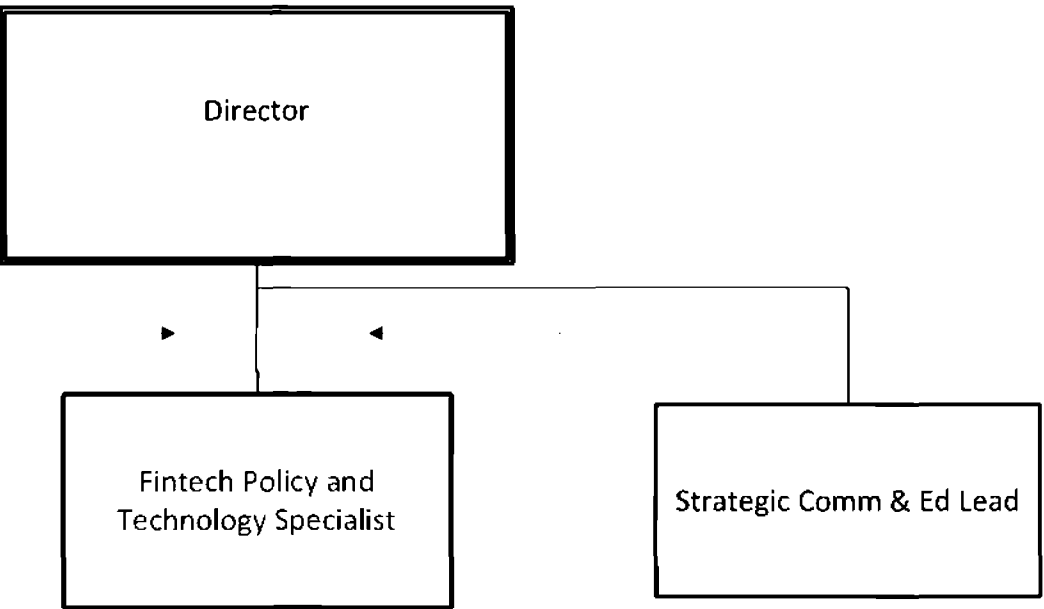 Director
Fintech Policy and
Technology Specialist
Strategic Comm & Ed Lead